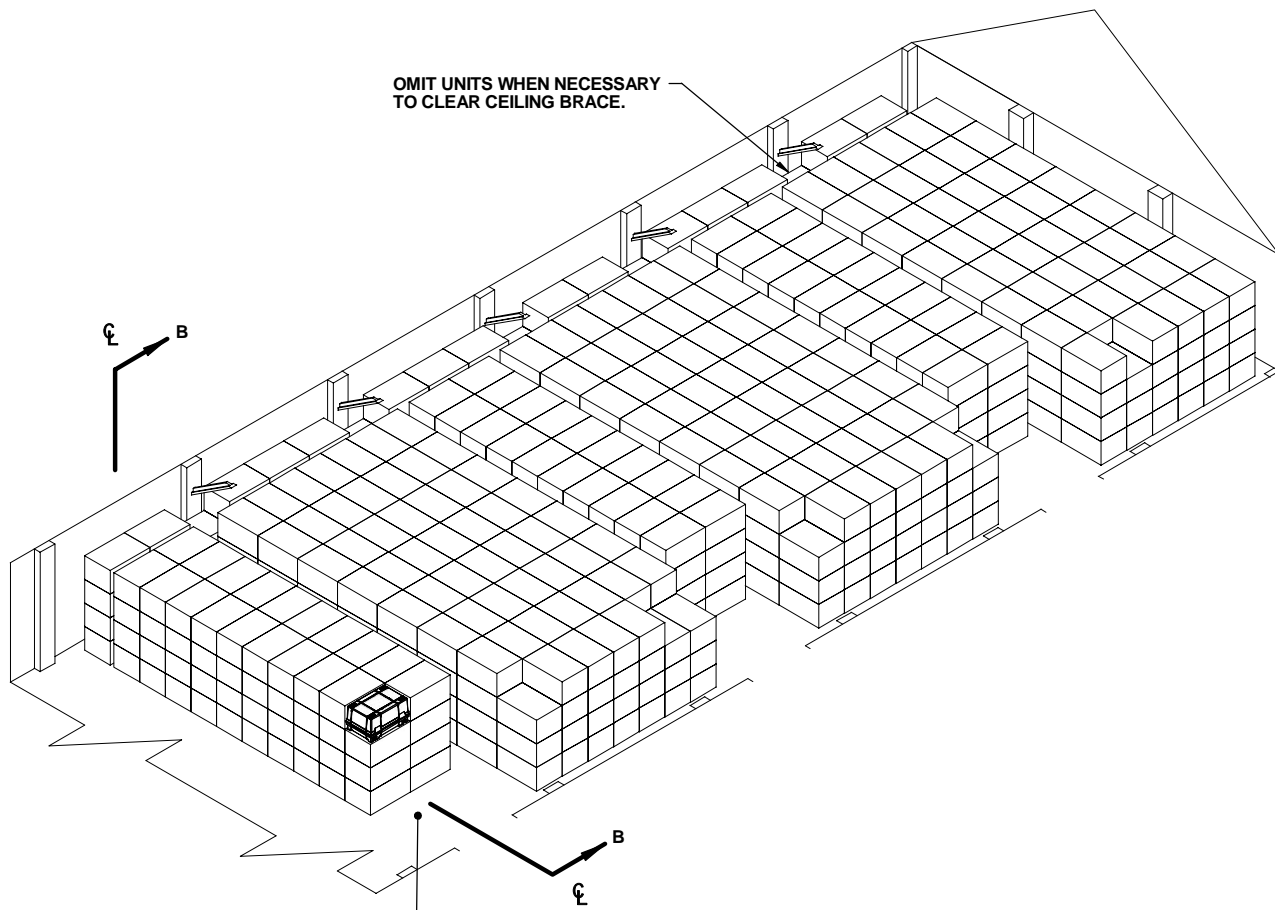 OMIT UNITS WHEN NECESSARY
TO CLEAR CEILING BRACE.
℄ B
B
℄